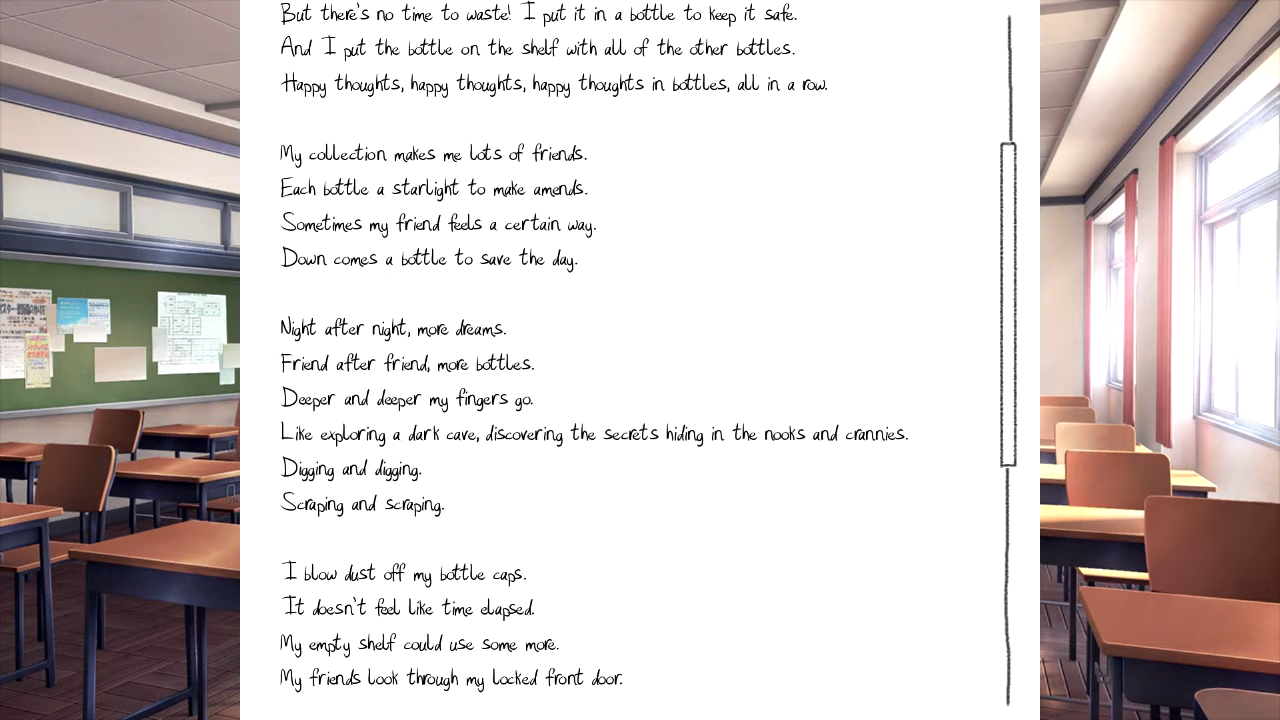 But there's no time to waste! I put it in a bottle to keep it safe.
And I put the bottle on the shelf with all of the other bottles.
Happy thoughts, happy thoughts, happy thoughts in bottles, all in a row.
My collection makes me lots of friends.
Each bottle a starlight to make amends.
Sometimes my friend feels a certain way.
Down comes a bottle to save the day.
Night after night, more dreams.
Friend after friend, more bottles.
Deeper and deeper my fingers go.
Like exploring a dark cave, discovering the secrets hiding in the nooks and crannies.
Digging and digging.
Scraping and scraping.
I blow dust off my bottle caps.
It doesn't feel like time elapsed.
My empty shelf could use some more.
My friends look through my locked front door.